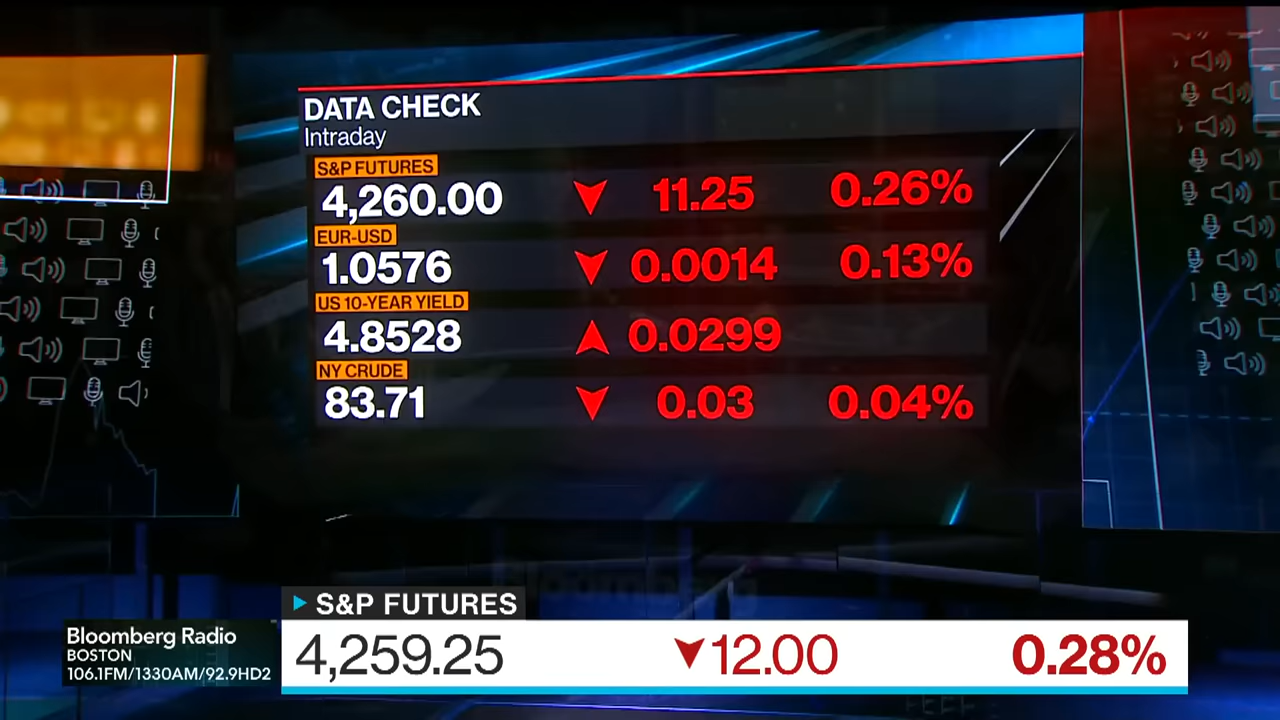 DATA CHECK
Intraday
S&P FUTURES
4,260.00 ▼ 11.25 0.26%
EUR-USD
1.0576 ▼ 0.0014 0.13%
US 10-YEAR YIELD
4.8528 ▲ 0.0299
NY CRUDE
83.71 ▼ 0.03 0.04%
Bloomberg
S&P FUTURES
Bloomberg Radio
BOSTON
106.1FM/1330AM/92.9HD2
4,259.25 ▼12.00 0.28%